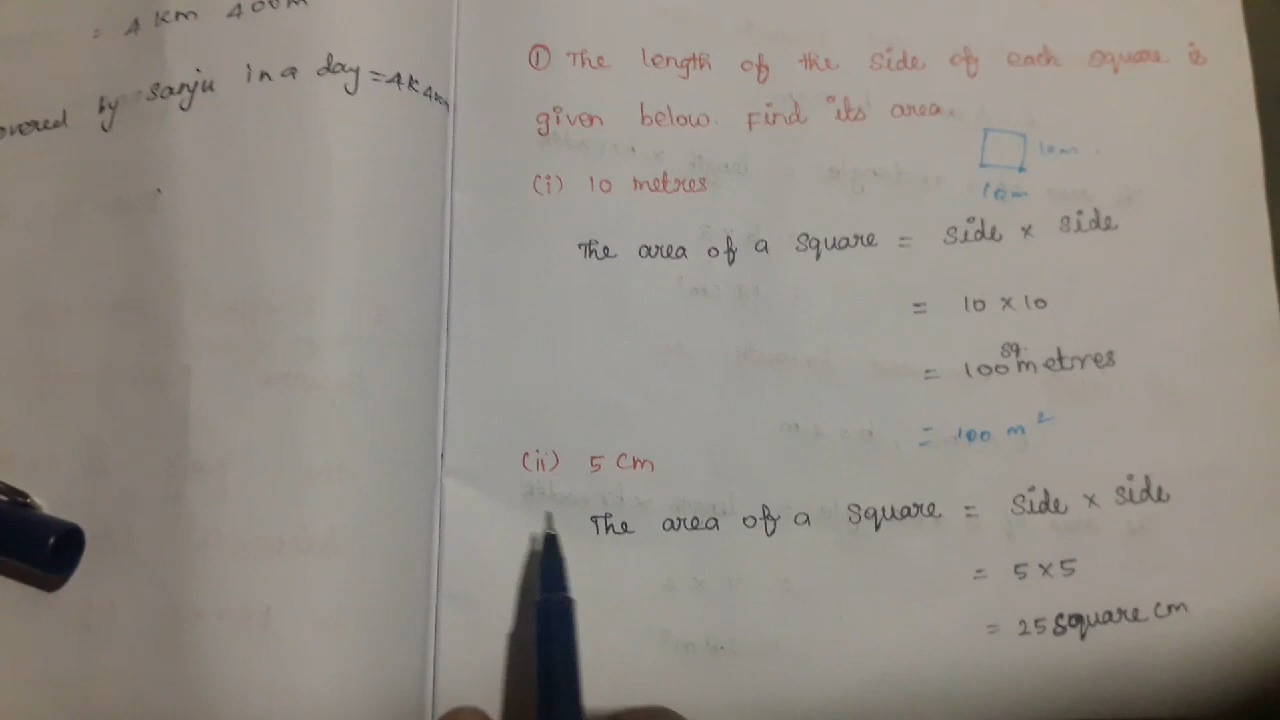 = 4 Km 400m
by sanju in a day = 4K
① The length of the side of each square is
given below. Find its area.
10m
10m
(i) 10 metres
The area of a square = side × side
= 10 × 10
= 100 sq. metres
= 100 m²
(ii) 5 cm
The area of a square = side × side
= 5 × 5
= 25 square cm